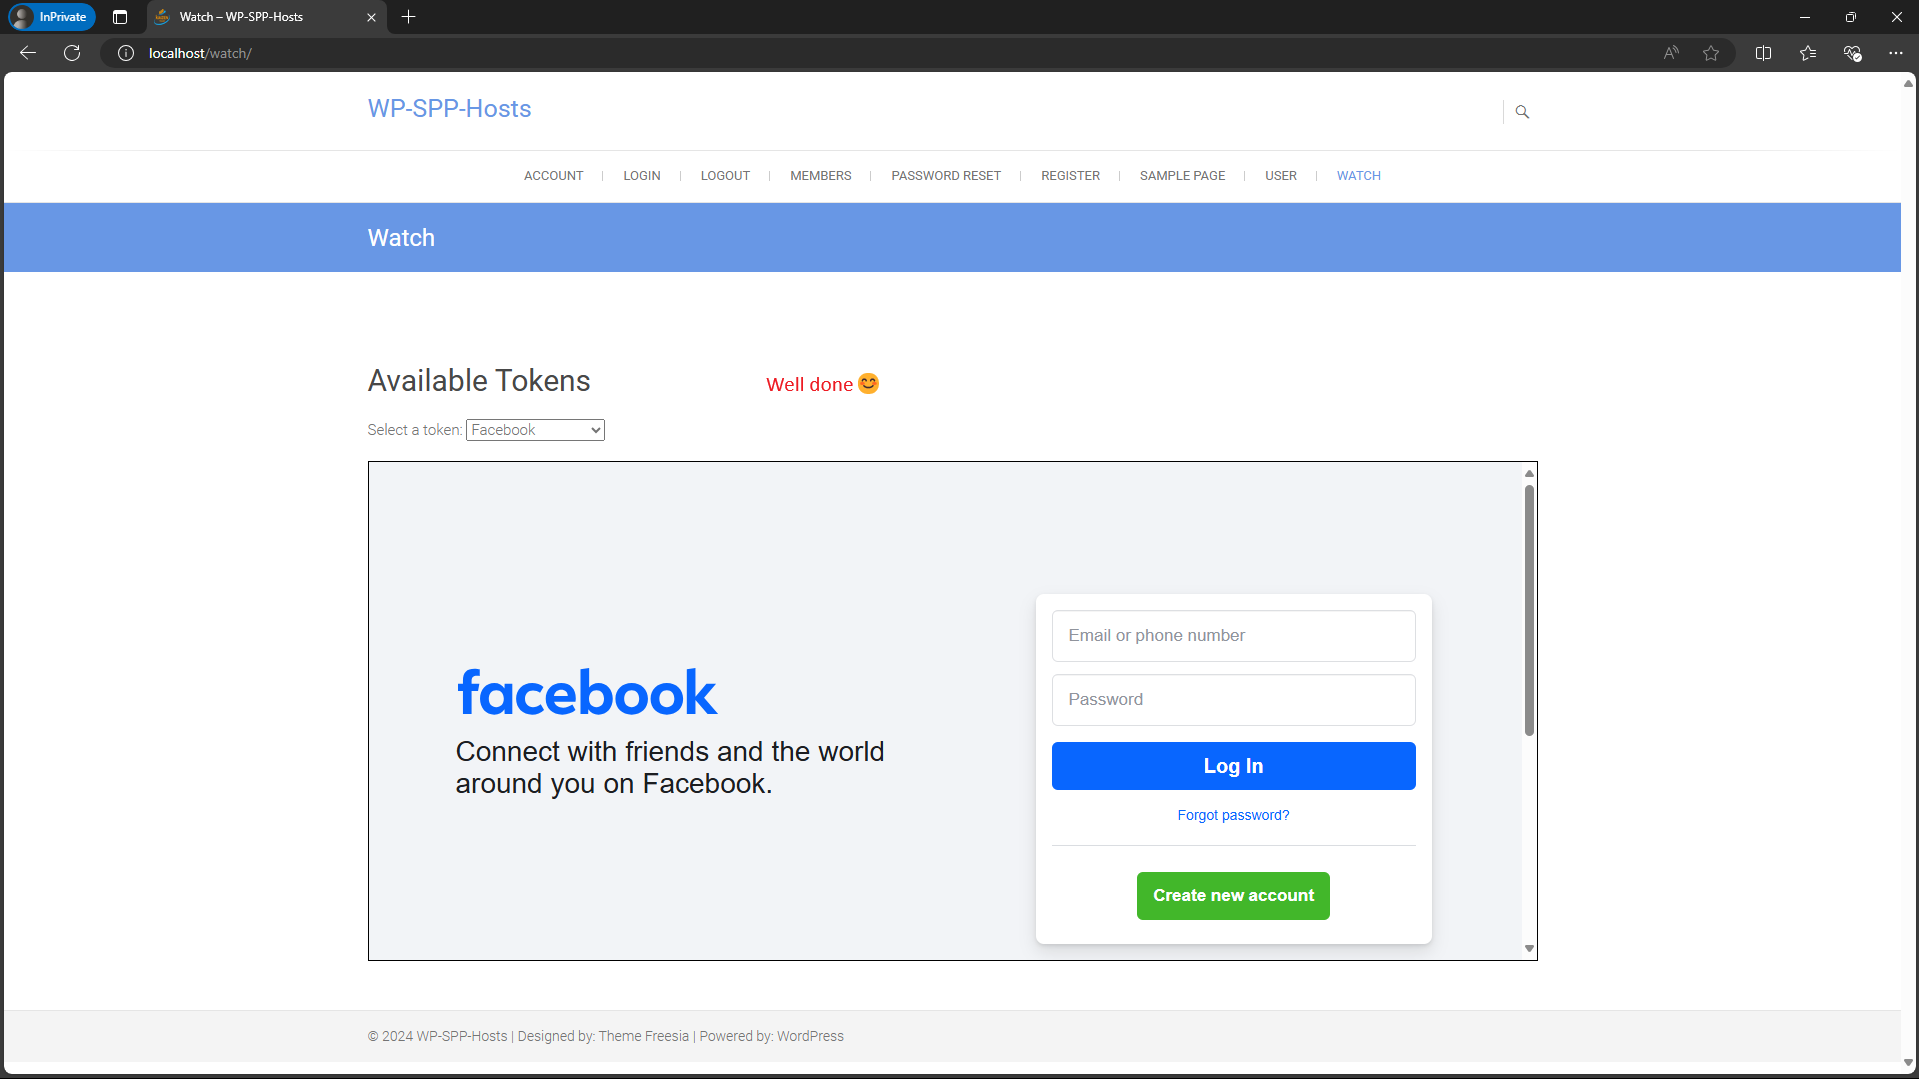 InPrivate
Watch – WP-SPP-Hosts
localhost/watch/
WP-SPP-Hosts
ACCOUNT
LOGIN
LOGOUT
MEMBERS
PASSWORD RESET
REGISTER
SAMPLE PAGE
USER
WATCH
Watch
Available Tokens
Well done 😊
Select a token: Facebook
facebook
Connect with friends and the world
around you on Facebook.
Email or phone number
Password
Log In
Forgot password?
Create new account
© 2024 WP-SPP-Hosts | Designed by: Theme Freesia | Powered by: WordPress